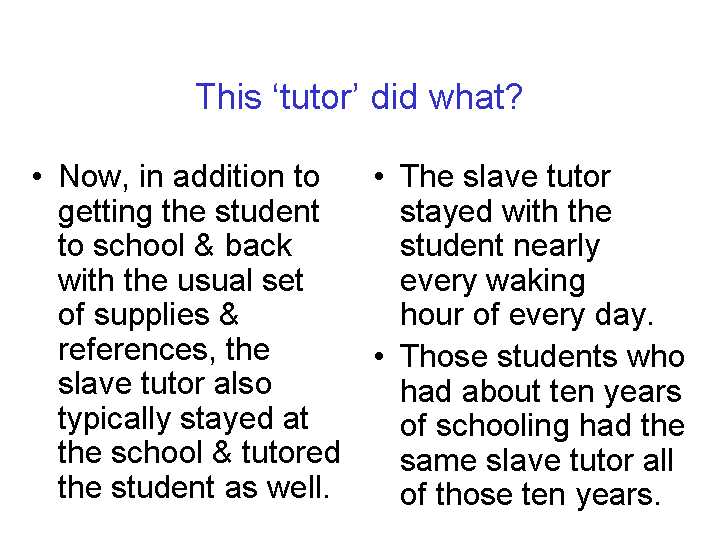 This ‘tutor’ did what?
• Now, in addition to
getting the student
to school & back
with the usual set
of supplies &
references, the
slave tutor also
typically stayed at
the school & tutored
the student as well.
• The slave tutor
stayed with the
student nearly
every waking
hour of every day.
• Those students who
had about ten years
of schooling had the
same slave tutor all
of those ten years.